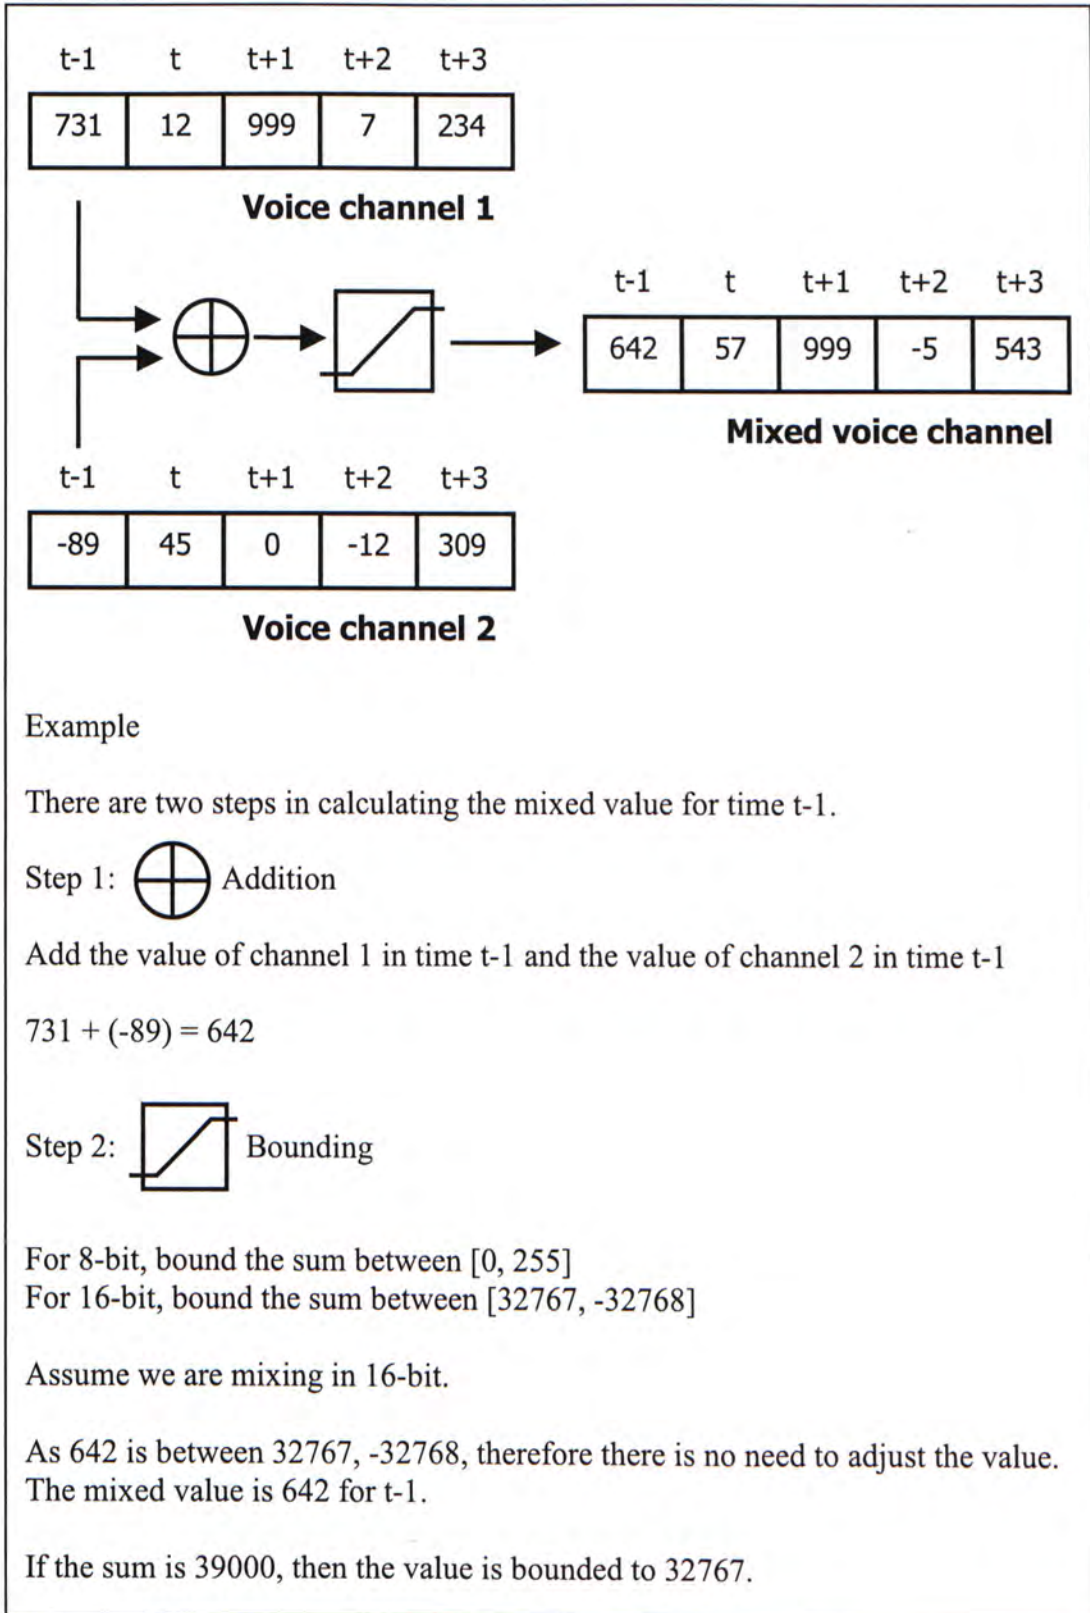 t-1 t t+1 t+2 t+3
731 12 999 7 234
Voice channel 1
t-1 t t+1 t+2 t+3
642 57 999 -5 543
Mixed voice channel
t-1 t t+1 t+2 t+3
-89 45 0 -12 309
Voice channel 2
Example
There are two steps in calculating the mixed value for time t-1.
Step 1: Addition
Add the value of channel 1 in time t-1 and the value of channel 2 in time t-1
731 + (-89) = 642
Step 2: Bounding
For 8-bit, bound the sum between [0, 255]
For 16-bit, bound the sum between [32767, -32768]
Assume we are mixing in 16-bit.
As 642 is between 32767, -32768, therefore there is no need to adjust the value.
The mixed value is 642 for t-1.
If the sum is 39000, then the value is bounded to 32767.